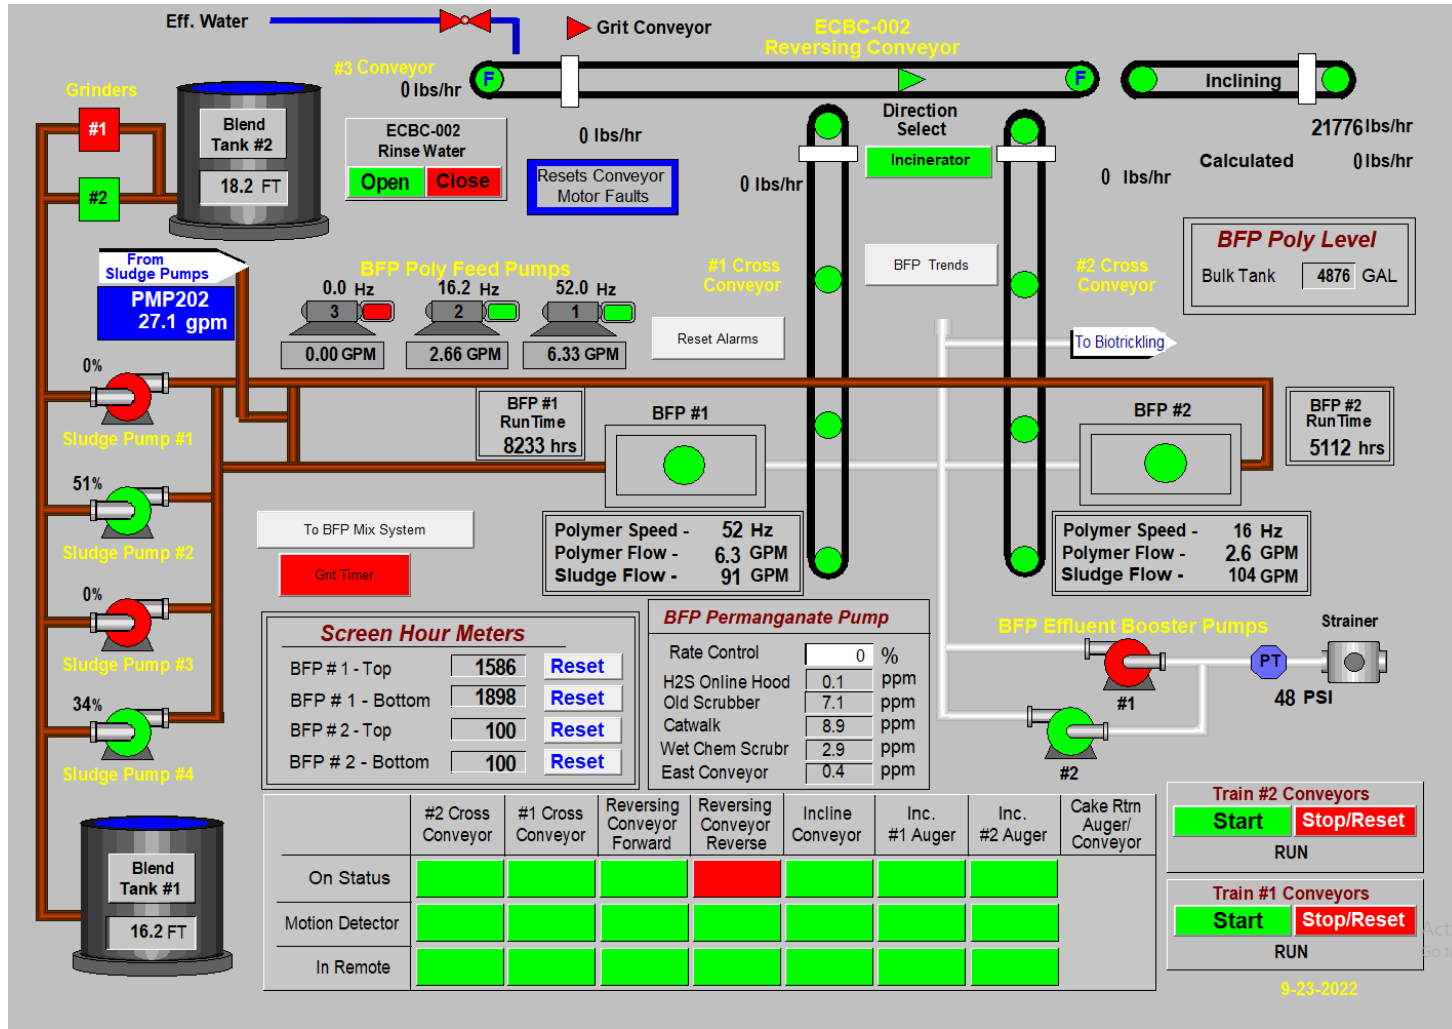 Eff. Water
Grit Conveyor
ECBC-002
Reversing Conveyor
#3 Conveyor
0 lbs/hr
F
F
Inclining
Grinders
#1
#2
Blend
Tank #2
18.2 FT
ECBC-002
Rinse Water
Open Close
0 lbs/hr
Resets Conveyor
Motor Faults
Direction
Select
Incinerator
0 lbs/hr
0 lbs/hr
21776 lbs/hr
Calculated 0 lbs/hr
BFP Poly Level
Bulk Tank 4876 GAL
From
Sludge Pumps
PMP202
27.1 gpm
BFP Poly Feed Pumps
0.0 Hz 16.2 Hz 52.0 Hz
3 2 1
0.00 GPM 2.66 GPM 6.33 GPM
#1 Cross
Conveyor
BFP Trends
#2 Cross
Conveyor
Reset Alarms
To Biotrickling
0%
Sludge Pump #1
51%
Sludge Pump #2
0%
Sludge Pump #3
34%
Sludge Pump #4
BFP #1
RunTime
8233 hrs
BFP #1
BFP #2
BFP #2
RunTime
5112 hrs
To BFP Mix System
Grit Timer
Polymer Speed - 52 Hz
Polymer Flow - 6.3 GPM
Sludge Flow - 91 GPM
Polymer Speed - 16 Hz
Polymer Flow - 2.6 GPM
Sludge Flow - 104 GPM
Screen Hour Meters
BFP # 1 - Top 1586 Reset
BFP # 1 - Bottom 1898 Reset
BFP # 2 - Top 100 Reset
BFP # 2 - Bottom 100 Reset
BFP Permanganate Pump
Rate Control 0 %
H2S Online Hood 0.1 ppm
Old Scrubber 7.1 ppm
Catwalk 8.9 ppm
Wet Chem Scrubr 2.9 ppm
East Conveyor 0.4 ppm
BFP Effluent Booster Pumps
Strainer
#1
#2
PT
48 PSI
Blend
Tank #1
16.2 FT
#2 Cross
Conveyor
#1 Cross
Conveyor
Reversing
Conveyor
Forward
Reversing
Conveyor
Reverse
Incline
Conveyor
Inc.
#1 Auger
Inc.
#2 Auger
Cake Rtrn
Auger/
Conveyor
On Status
Motion Detector
In Remote
Train #2 Conveyors
Start Stop/Reset
RUN
Train #1 Conveyors
Start Stop/Reset
RUN
9-23-2022